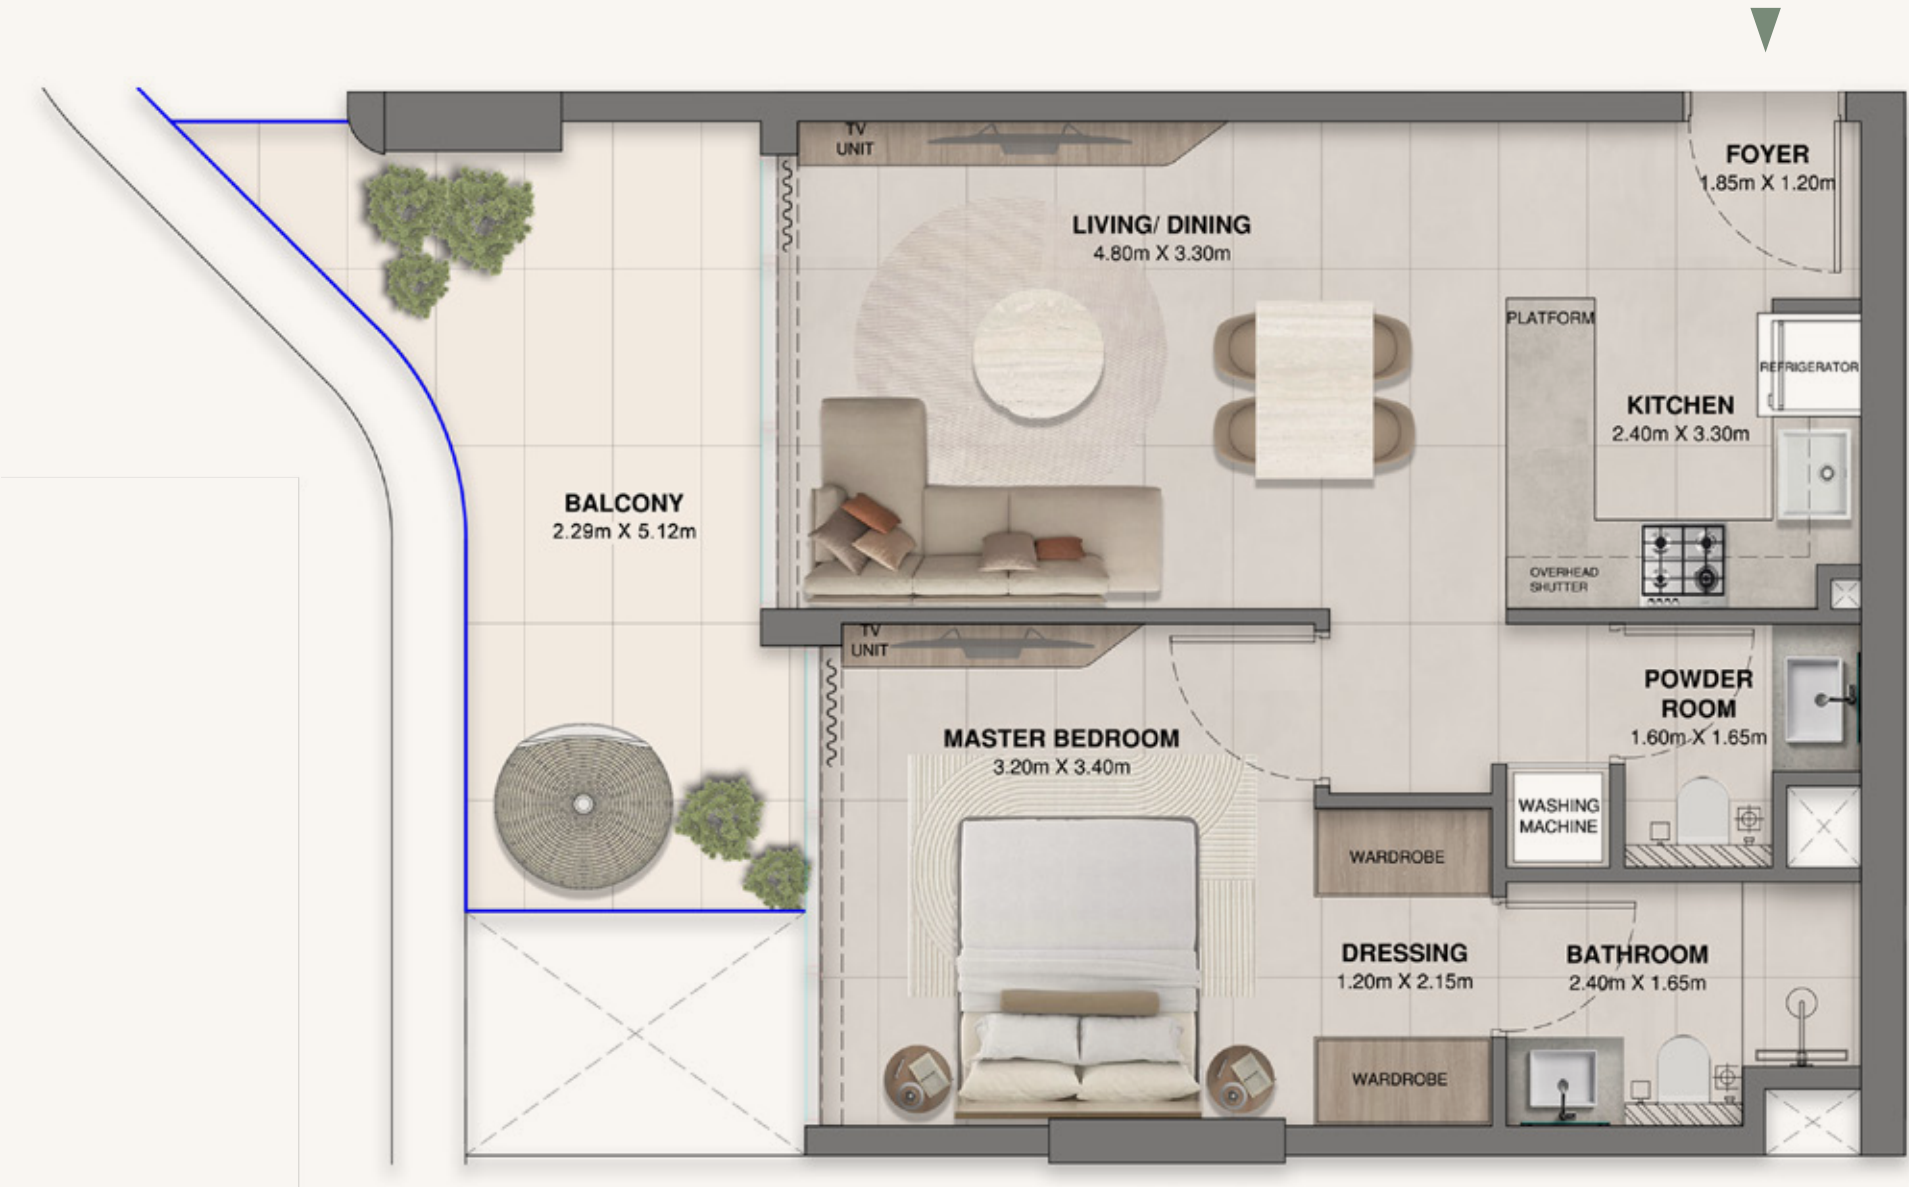 TV
UNIT
FOYER
1.85m X 1.20m
LIVING/ DINING
4.80m X 3.30m
PLATFORM
REFRIGERATOR
KITCHEN
2.40m X 3.30m
BALCONY
2.29m X 5.12m
OVERHEAD
SHUTTER
TV
UNIT
POWDER
ROOM
1.60m X 1.65m
MASTER BEDROOM
3.20m X 3.40m
WASHING
MACHINE
WARDROBE
DRESSING
1.20m X 2.15m
BATHROOM
2.40m X 1.65m
WARDROBE